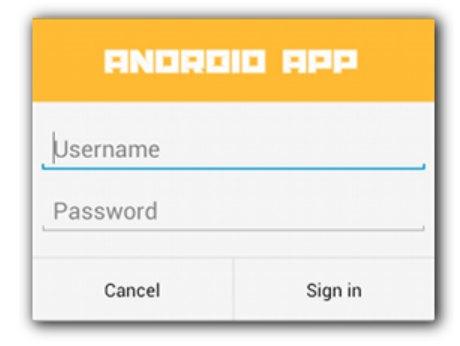 ANDROID APP
Username
Password
Cancel Sign in